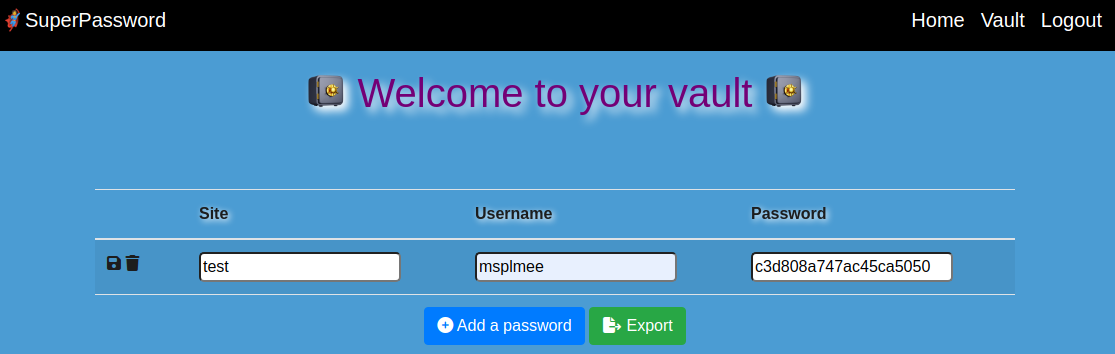 SuperPassword Home Vault Logout
Welcome to your vault
Site Username Password
test msplmee c3d808a747ac45ca5050
Add a password Export